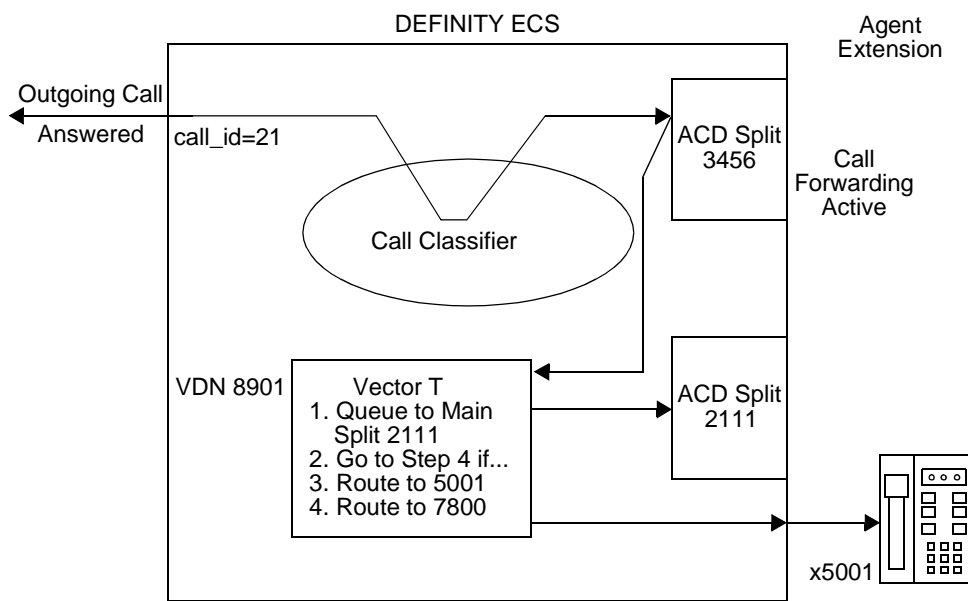 DEFINITY ECS
Agent
Extension
Outgoing Call
Answered
call_id=21
ACD Split
3456
Call
Forwarding
Active
Call Classifier
VDN 8901
Vector T
1. Queue to Main
Split 2111
2. Go to Step 4 if...
3. Route to 5001
4. Route to 7800
ACD Split
2111
x5001